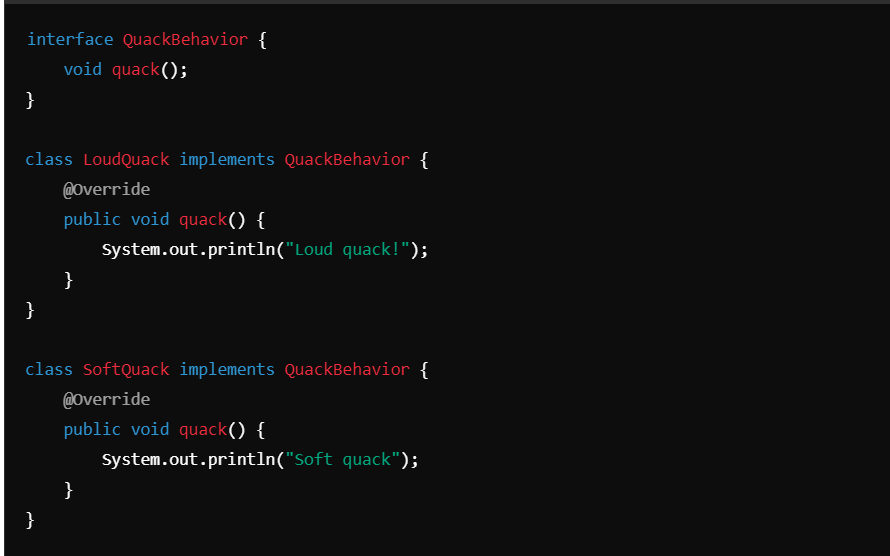 interface QuackBehavior {
    void quack();
}

class LoudQuack implements QuackBehavior {
    @Override
    public void quack() {
        System.out.println("Loud quack!");
    }
}

class SoftQuack implements QuackBehavior {
    @Override
    public void quack() {
        System.out.println("Soft quack");
    }
}